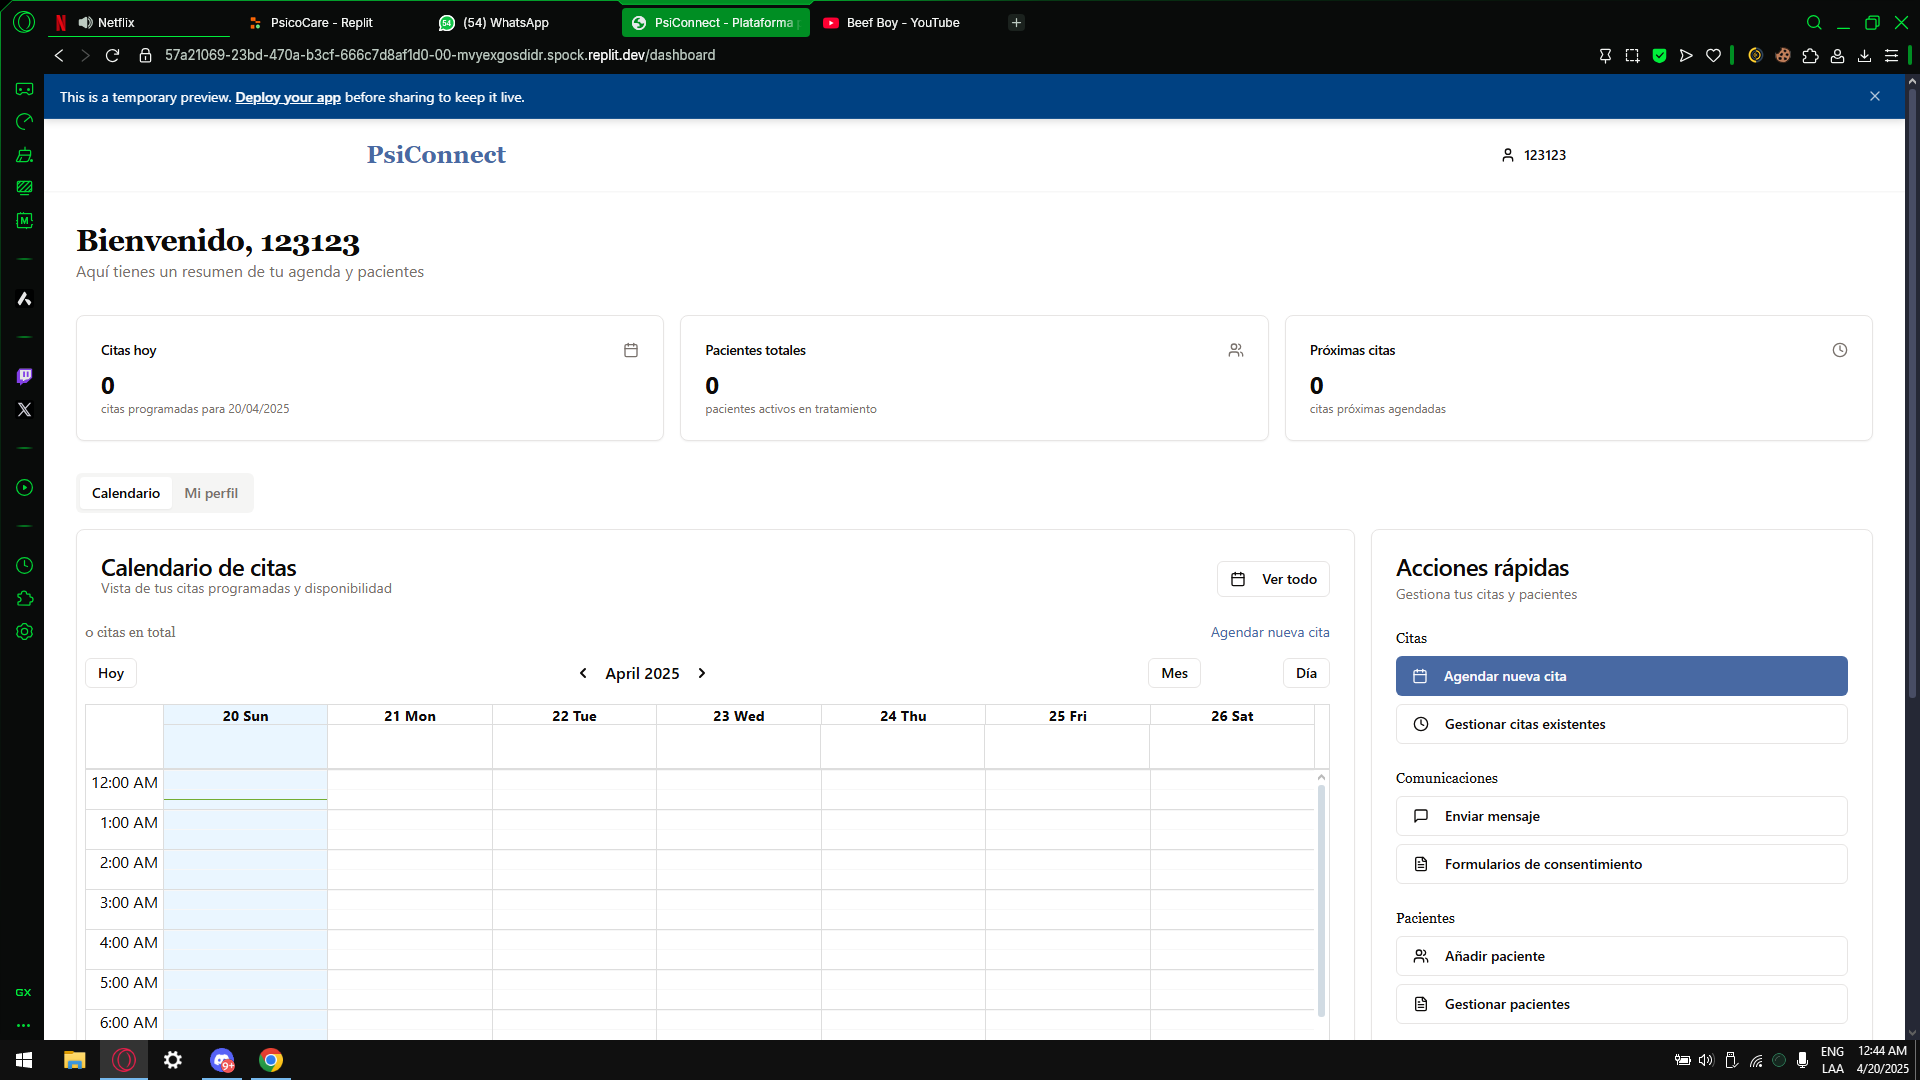 Netflix
PsicoCare - Replit
(54) WhatsApp
PsiConnect - Plataforma
Beef Boy - YouTube
57a21069-23bd-470a-b3cf-666c7d8af1d0-00-mvyexgosdidr.spock.replit.dev/dashboard
This is a temporary preview. Deploy your app before sharing to keep it live.
PsiConnect
123123
Bienvenido, 123123
Aquí tienes un resumen de tu agenda y pacientes
Citas hoy
0
citas programadas para 20/04/2025
Pacientes totales
0
pacientes activos en tratamiento
Próximas citas
0
citas próximas agendadas
Calendario
Mi perfil
Calendario de citas
Vista de tus citas programadas y disponibilidad
Ver todo
0 citas en total
Agendar nueva cita
Hoy
April 2025
Mes
Día
20 Sun
21 Mon
22 Tue
23 Wed
24 Thu
25 Fri
26 Sat
12:00 AM
1:00 AM
2:00 AM
3:00 AM
4:00 AM
5:00 AM
6:00 AM
Acciones rápidas
Gestiona tus citas y pacientes
Citas
Agendar nueva cita
Gestionar citas existentes
Comunicaciones
Enviar mensaje
Formularios de consentimiento
Pacientes
Añadir paciente
Gestionar pacientes
GX
9+
ENG
LAA
12:44 AM
4/20/2025